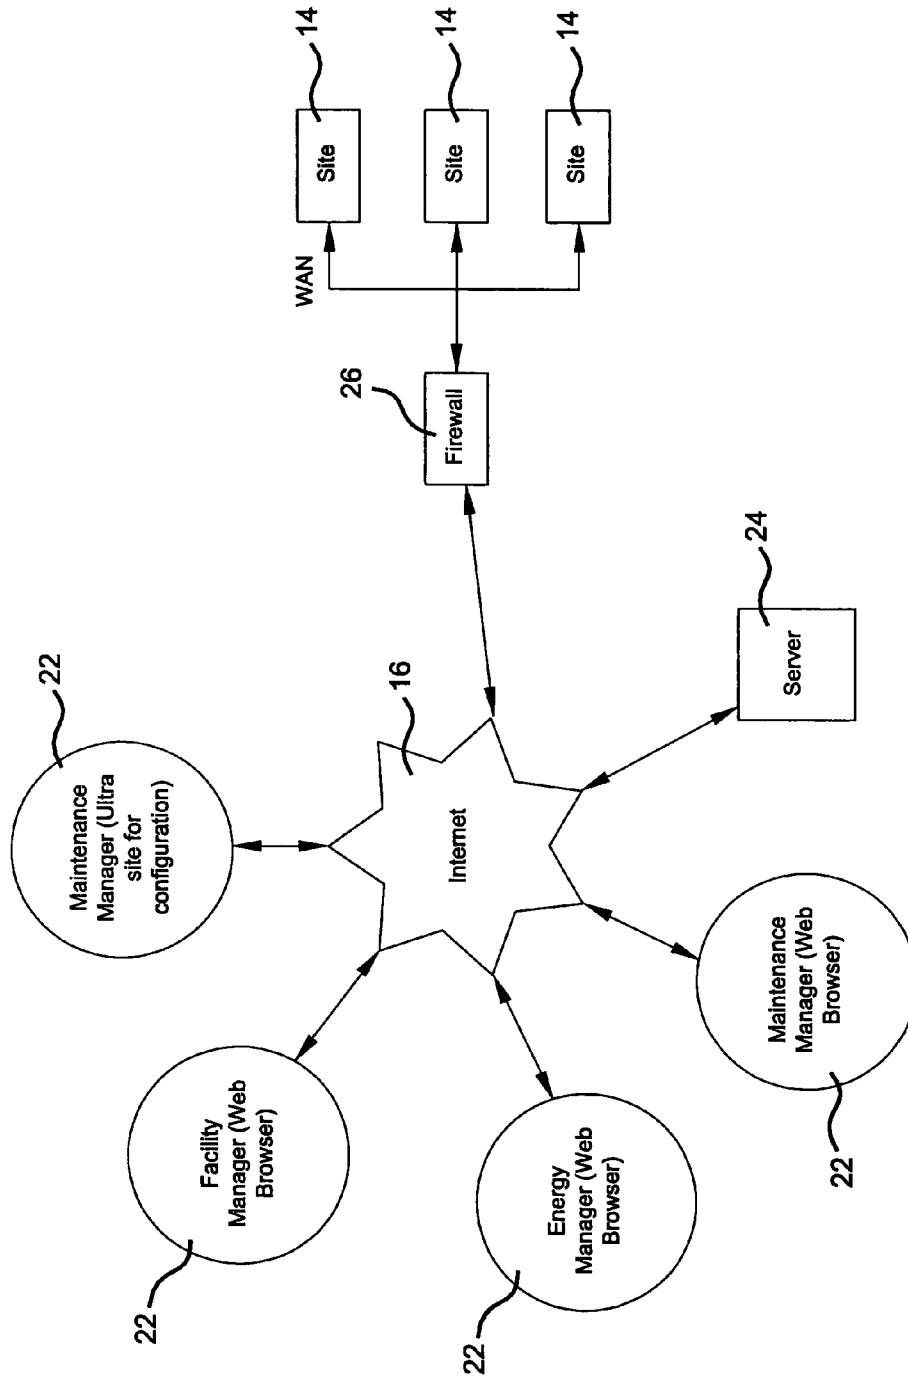 22
Maintenance
Manager (Ultra
site for
configuration)
22
Facility
Manager (Web
Browser)
22
Energy
Manager (Web
Browser)
22
Maintenance
Manager (Web
Browser)
16
Internet
24
Server
26
Firewall
WAN
14
Site
14
Site
14
Site